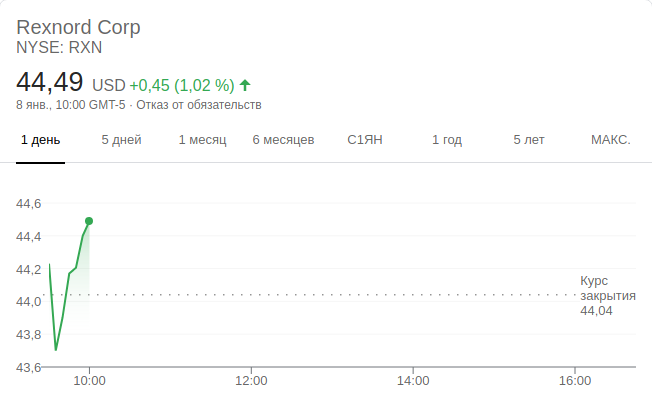 Rexnord Corp
NYSE: RXN
44,49 USD +0,45 (1,02 %)
8 янв., 10:00 GMT-5 · Отказ от обязательств
1 день 5 дней 1 месяц 6 месяцев С1ЯН 1 год 5 лет МАКС.
44,6
44,4
44,2
44,0
43,8
43,6
Курс
закрытия
44,04
10:00 12:00 14:00 16:00